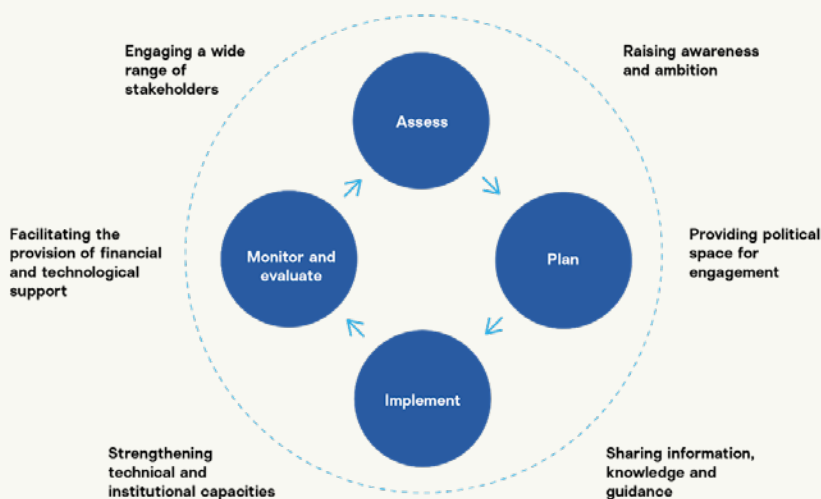 Engaging a wide
range of
stakeholders
Raising awareness
and ambition
Assess
Facilitating the
provision of financial
and technological
support
Monitor and
evaluate
Plan
Providing political
space for
engagement
Implement
Strengthening
technical and
institutional capacities
Sharing information,
knowledge and
guidance